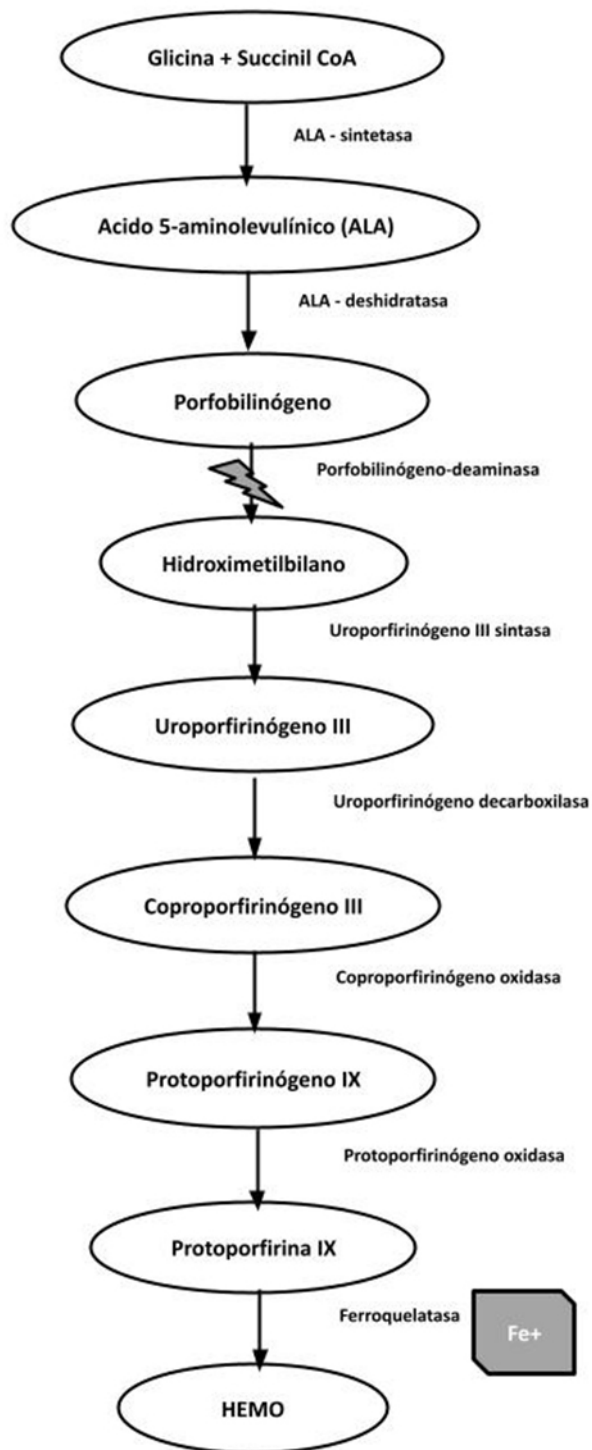 Glicina + Succinil CoA
ALA - sintetasa
Acido 5-aminolevulínico (ALA)
ALA - deshidratasa
Porfobilinógeno
Porfobilinógeno-deaminasa
Hidroximetilbilano
Uroporfirinógeno III sintasa
Uroporfirinógeno III
Uroporfirinógeno decarboxilasa
Coproporfirinógeno III
Coproporfirinógeno oxidasa
Protoporfirinógeno IX
Protoporfirinógeno oxidasa
Protoporfirina IX
Ferroquelatasa
Fe+
HEMO